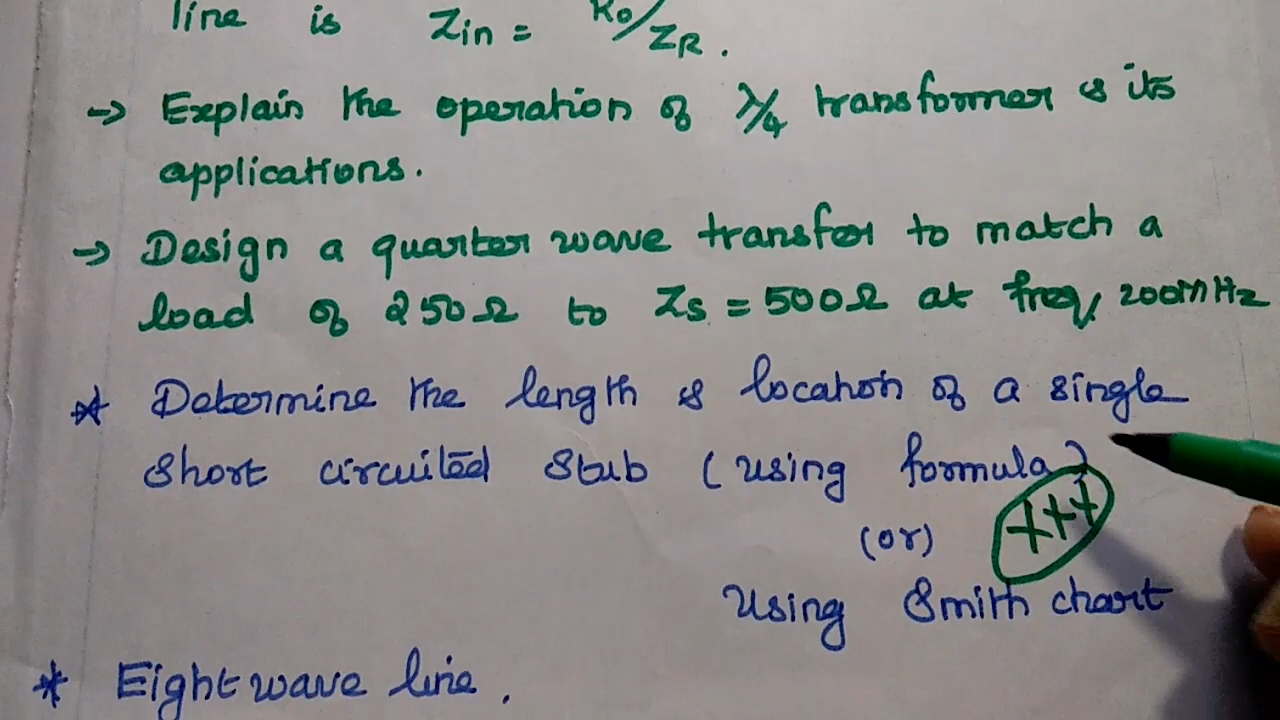 line is Zin = Ro/ZR.
→ Explain the operation of λ/4 transformer & its
applications.
→ Design a quarter wave transfor to match a
load of 250Ω to Zs = 500Ω at freq, 200MHz
* Determine the length & location of a single
short circuited stub (using formula)
(or) +++
Using Smith chart
* Eight wave line.